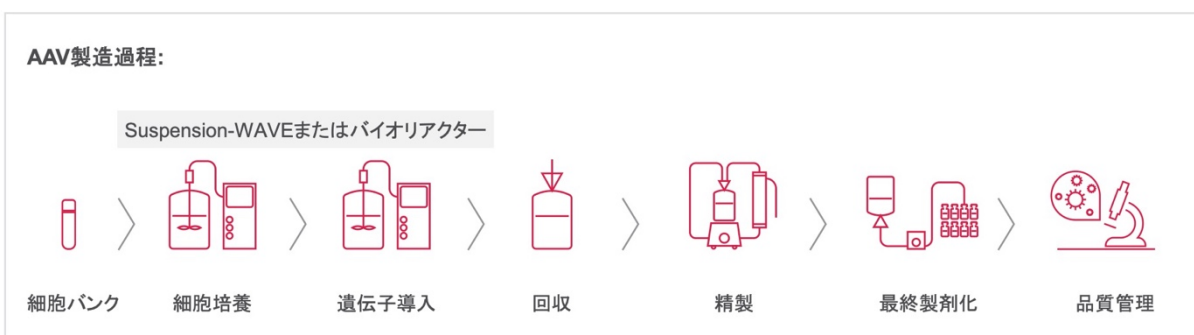 AAV製造過程:
Suspension-WAVEまたはバイオリアクター
細胞バンク
細胞培養
遺伝子導入
回収
精製
最終製剤化
品質管理